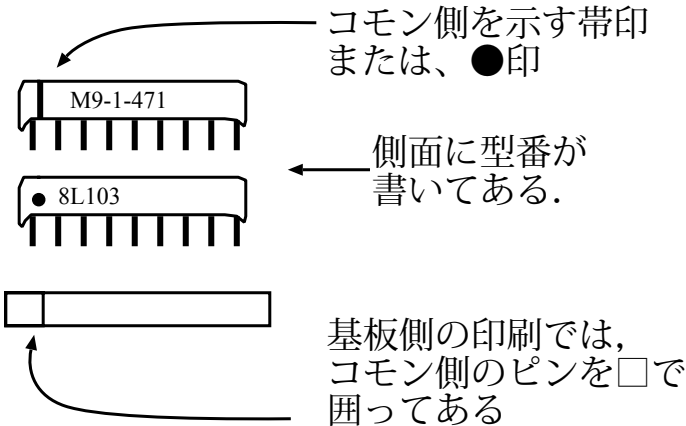 コモン側を示す帯印
または、●印
M9-1-471
側面に型番が
書いてある.
8L103
基板側の印刷では,
コモン側のピンを□で
囲ってある